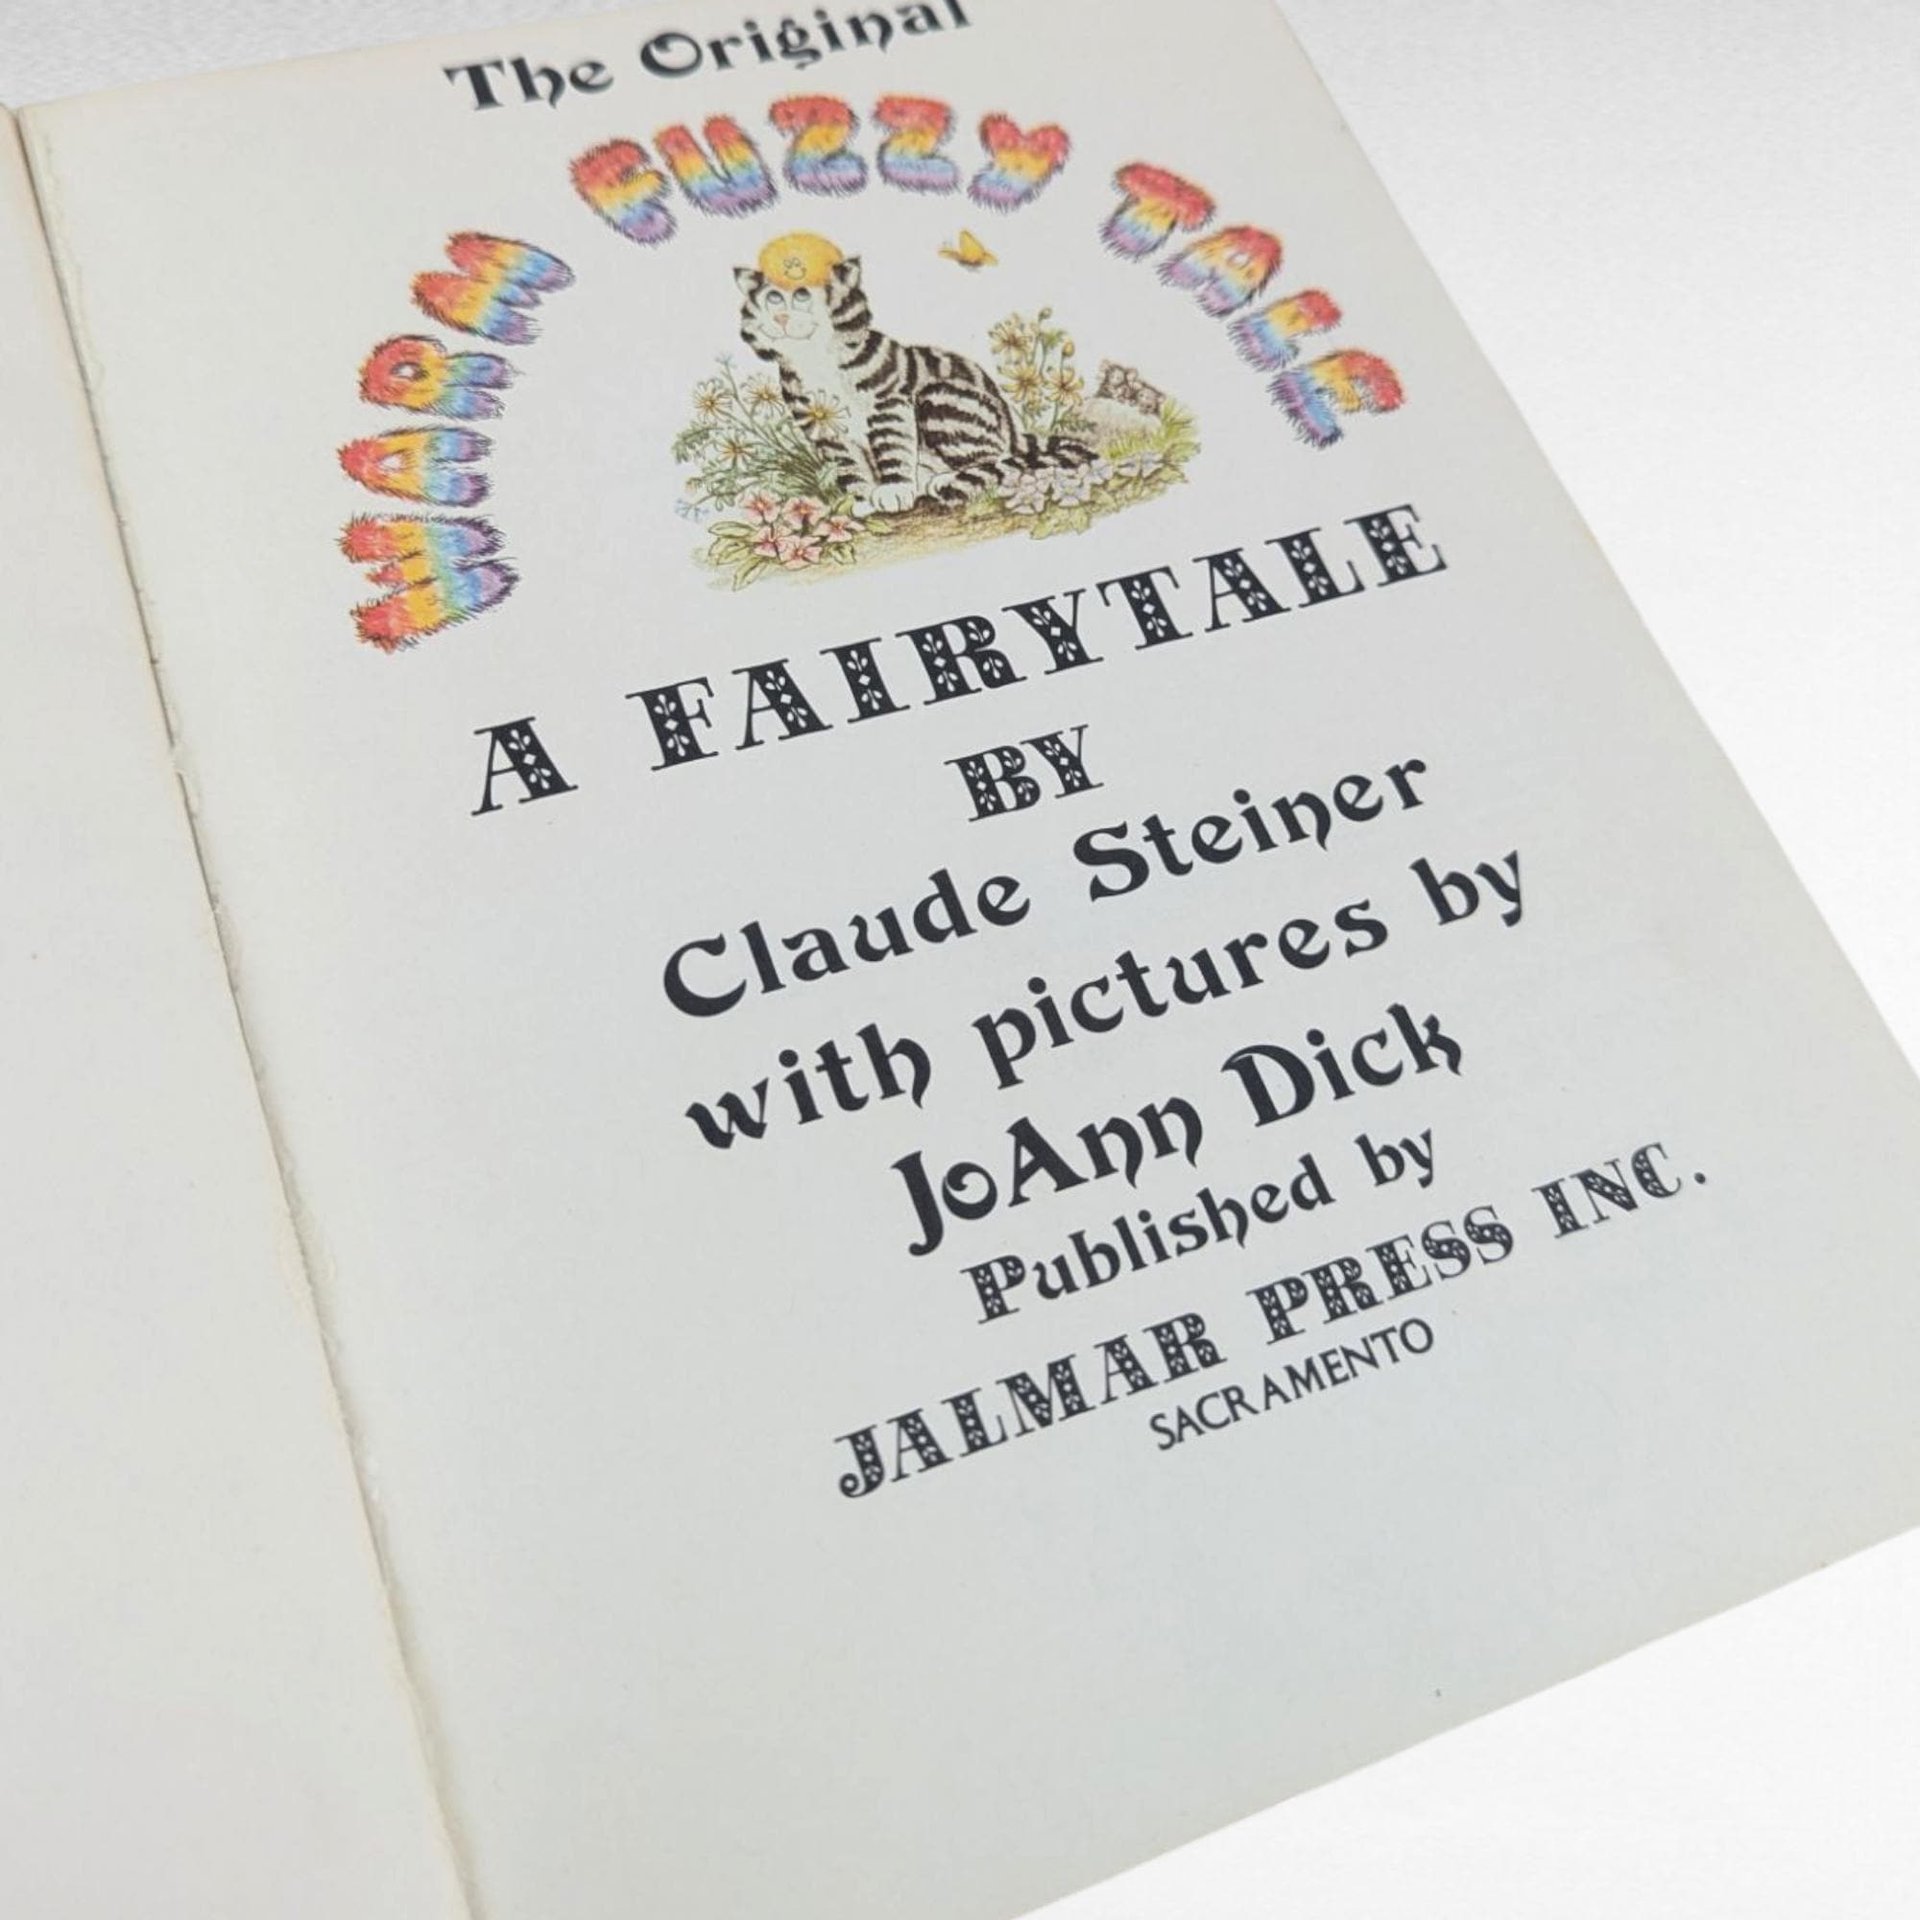 The Original
WARM FUZZY TALE
A FAIRYTALE
BY
Claude Steiner
with pictures by
JoAnn Dick
Published by
JALMAR PRESS INC.
SACRAMENTO